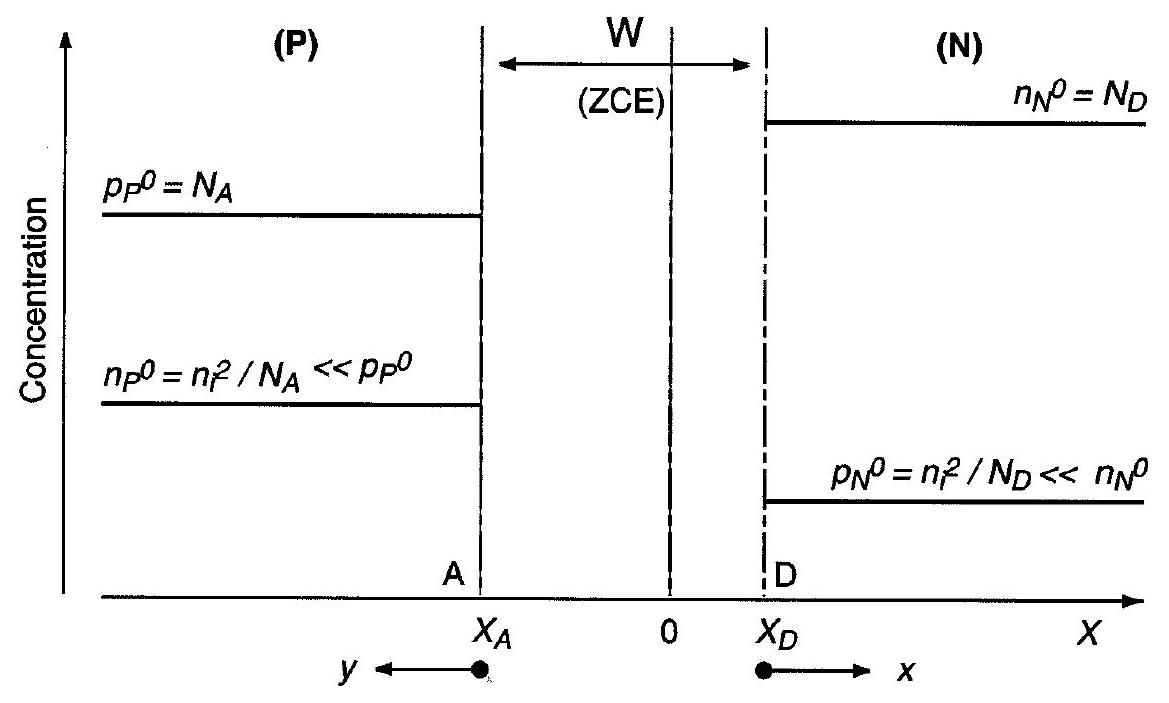 (P)
W
(N)
(ZCE)
n_N^0 = N_D
p_P^0 = N_A
Concentration
n_P^0 = n_i^2 / N_A << p_P^0
p_N^0 = n_i^2 / N_D << n_N^0
A
D
X_A
0
X_D
X
y
x